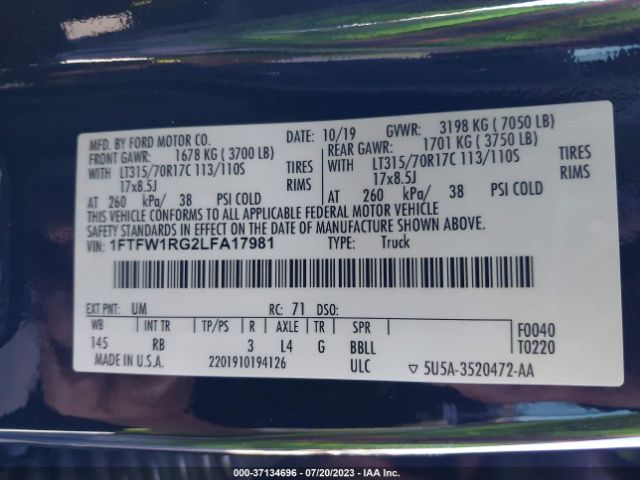 MFD. BY FORD MOTOR CO. DATE: 10/19 GVWR: 3198 KG ( 7050 LB)
FRONT GAWR: 1678 KG ( 3700 LB) REAR GAWR: 1701 KG ( 3750 LB)
WITH LT315/70R17C 113/110S TIRES WITH LT315/70R17C 113/110S TIRES
17x8.5J RIMS 17x8.5J RIMS
AT 260 kPa/ 38 PSI COLD AT 260 kPa/ 38 PSI COLD
THIS VEHICLE CONFORMS TO ALL APPLICABLE FEDERAL MOTOR VEHICLE
SAFETY STANDARDS IN EFFECT ON THE DATE OF MANUFACTURE SHOWN ABOVE.
VIN: 1FTFW1RG2LFA17981 TYPE: Truck
EXT PNT: UM RC: 71 DSO:
WB INT TR TP/PS R AXLE TR SPR F0040
145 RB 3 L4 G BBLL T0220
MADE IN U.S.A. 2201910194126 ULC ▽ 5U5A-3520472-AA
000-37134696 - 07/20/2023 - IAA Inc.